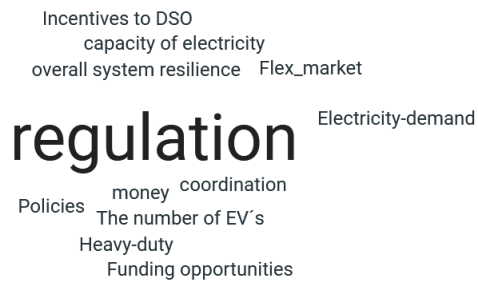 Incentives to DSO
capacity of electricity
overall system resilience
Flex_market
Electricity-demand
regulation
coordination
money
Policies
The number of EV´s
Heavy-duty
Funding opportunities